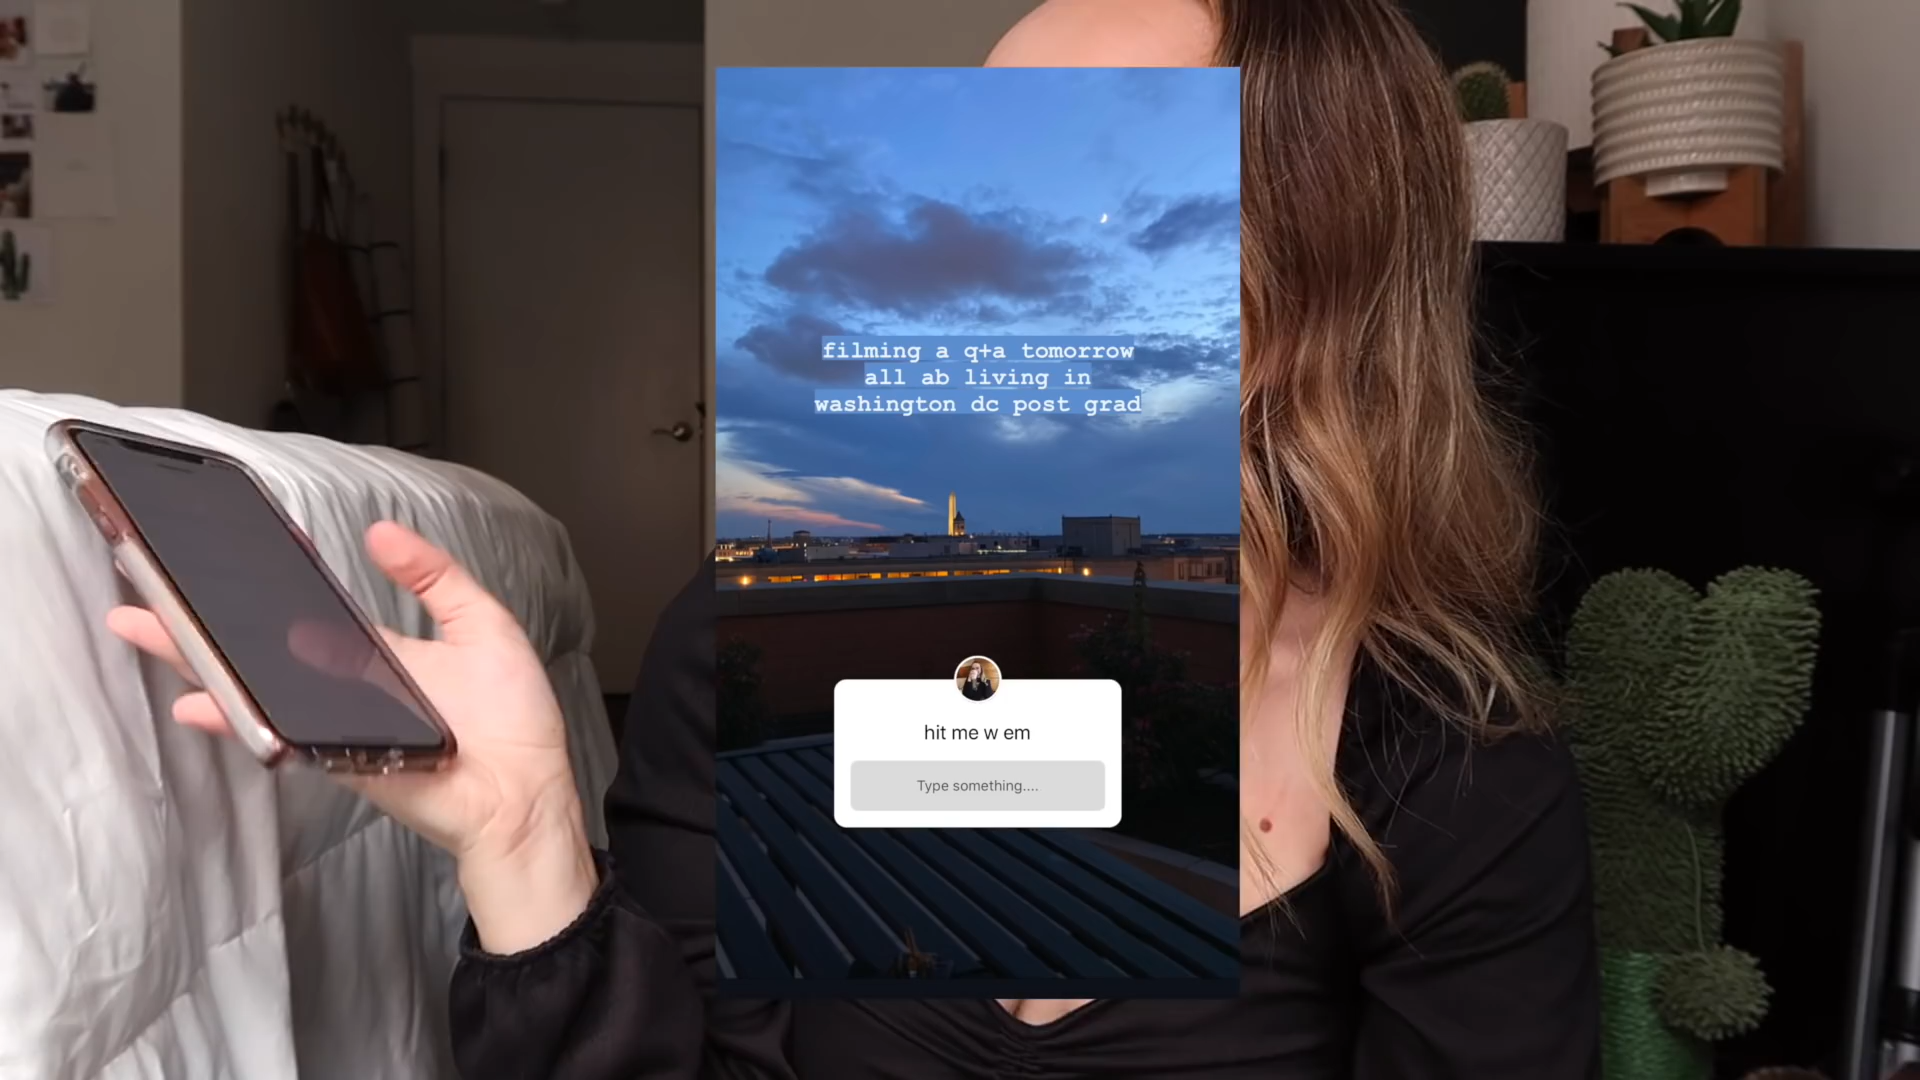 filming a q+a tomorrow
all ab living in
washington dc post grad
hit me w em
Type something....